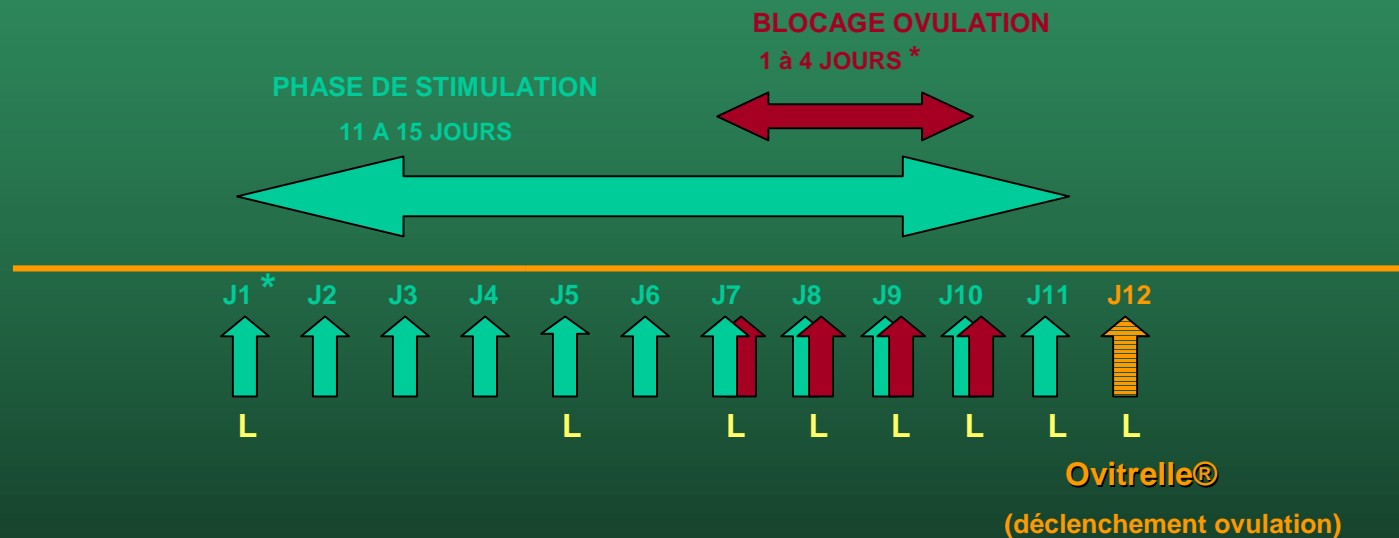 BLOCAGE OVULATION
1 à 4 JOURS *
PHASE DE STIMULATION
11 A 15 JOURS
J1 * J2 J3 J4 J5 J6 J7 J8 J9 J10 J11 J12
L L L L L L L L
Ovitrelle®
(déclenchement ovulation)